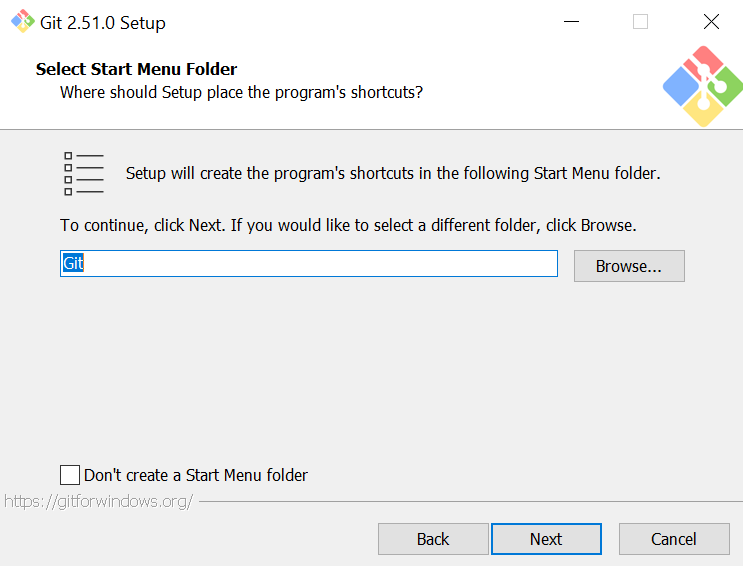 Git 2.51.0 Setup
Select Start Menu Folder
Where should Setup place the program's shortcuts?
Setup will create the program's shortcuts in the following Start Menu folder.
To continue, click Next. If you would like to select a different folder, click Browse.
Git
Browse...
Don't create a Start Menu folder
https://gitforwindows.org/
Back
Next
Cancel